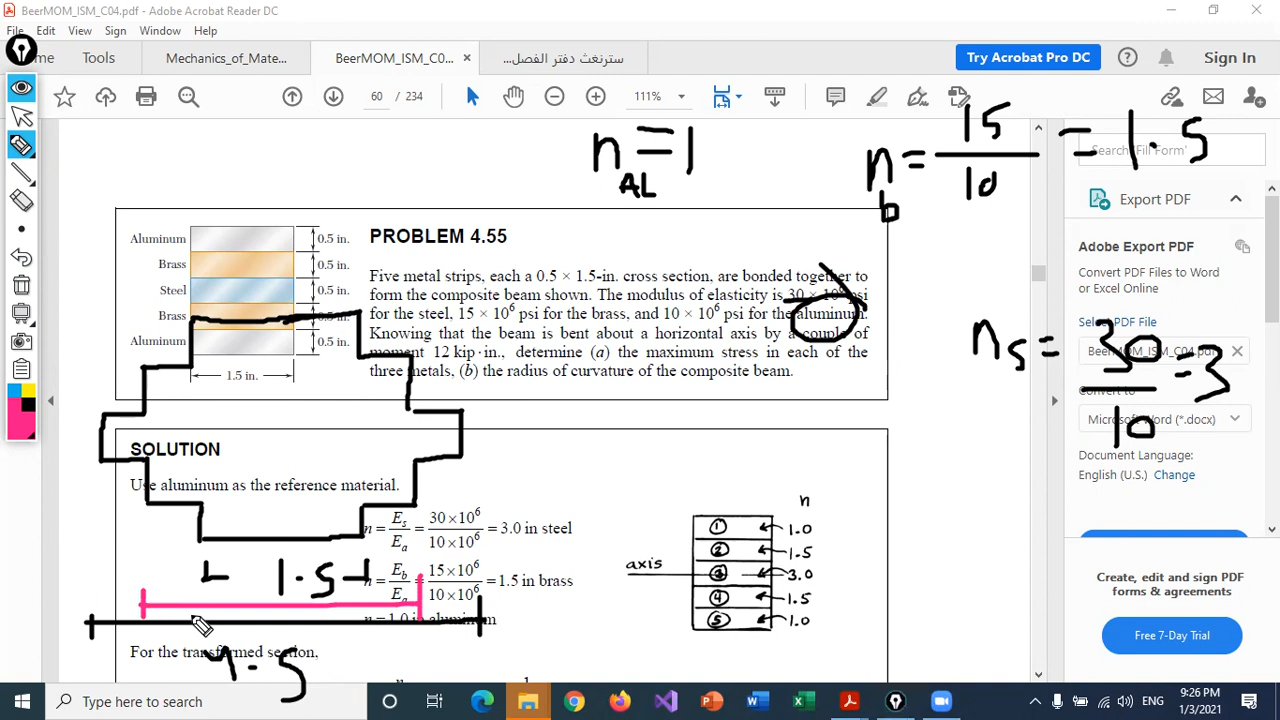 BeerMOM_ISM_C04.pdf - Adobe Acrobat Reader DC
File Edit View Sign Window Help
me Tools Mechanics_of_Mate... BeerMOM_ISM_C0... × سترنغث دفتر الفصل... Try Acrobat Pro DC Sign In
60 / 234 111%
n AL = 1
n b = 15/10 = 1.5
n s = 30/10 = 3
PROBLEM 4.55
Aluminum 0.5 in.
Brass 0.5 in.
Steel 0.5 in.
Brass 0.5 in.
Aluminum 0.5 in.
1.5 in.
Five metal strips, each a 0.5 × 1.5-in. cross section, are bonded together to
form the composite beam shown. The modulus of elasticity is 30 × 10⁶ psi
for the steel, 15 × 10⁶ psi for the brass, and 10 × 10⁶ psi for the aluminum.
Knowing that the beam is bent about a horizontal axis by a couple of
moment 12 kip · in., determine (a) the maximum stress in each of the
three metals, (b) the radius of curvature of the composite beam.
SOLUTION
Use aluminum as the reference material.
n = Es/Ea = 30×10⁶/10×10⁶ = 3.0 in steel
n = Eb/Ea = 15×10⁶/10×10⁶ = 1.5 in brass
n = 1.0 in aluminum
For the transformed section,
1.5
4.5
n
① 1.0
② 1.5
axis ③ 3.0
④ 1.5
⑤ 1.0
Search 'Fill Form'
Export PDF
Adobe Export PDF
Convert PDF Files to Word
or Excel Online
Select PDF File
BeerMOM_ISM_C04.pdf ×
Convert to
Microsoft Word (*.docx)
Document Language:
English (U.S.) Change
Create, edit and sign PDF
forms & agreements
Free 7-Day Trial
Type here to search
ENG
9:26 PM
1/3/2021